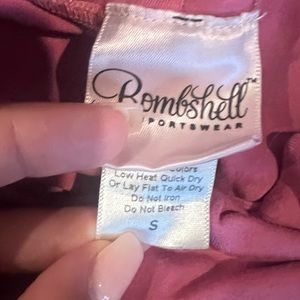 Bombshell™
SPORTSWEAR
Colors
Low Heat Quick Dry
Or Lay Flat To Air Dry
Do Not Iron
Do Not Bleach
S